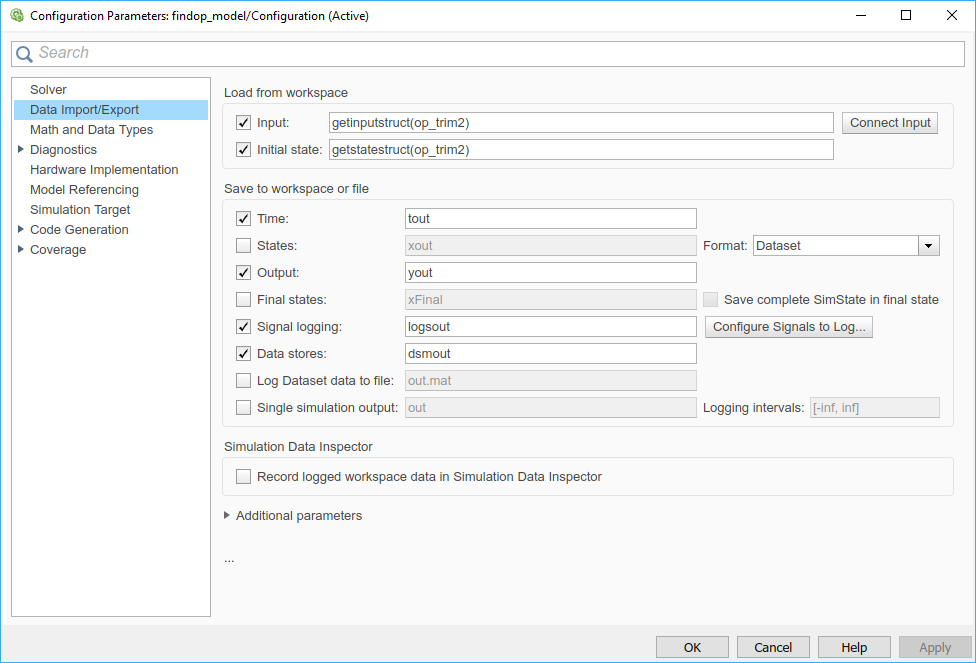 Configuration Parameters: findop_model/Configuration (Active)
Search
Solver
Data Import/Export
Math and Data Types
Diagnostics
Hardware Implementation
Model Referencing
Simulation Target
Code Generation
Coverage
Load from workspace
Input: getinputstruct(op_trim2) Connect Input
Initial state: getstatestruct(op_trim2)
Save to workspace or file
Time: tout
States: xout Format: Dataset
Output: yout
Final states: xFinal Save complete SimState in final state
Signal logging: logsout Configure Signals to Log...
Data stores: dsmout
Log Dataset data to file: out.mat
Single simulation output: out Logging intervals: [-inf, inf]
Simulation Data Inspector
Record logged workspace data in Simulation Data Inspector
Additional parameters
...
OK Cancel Help Apply